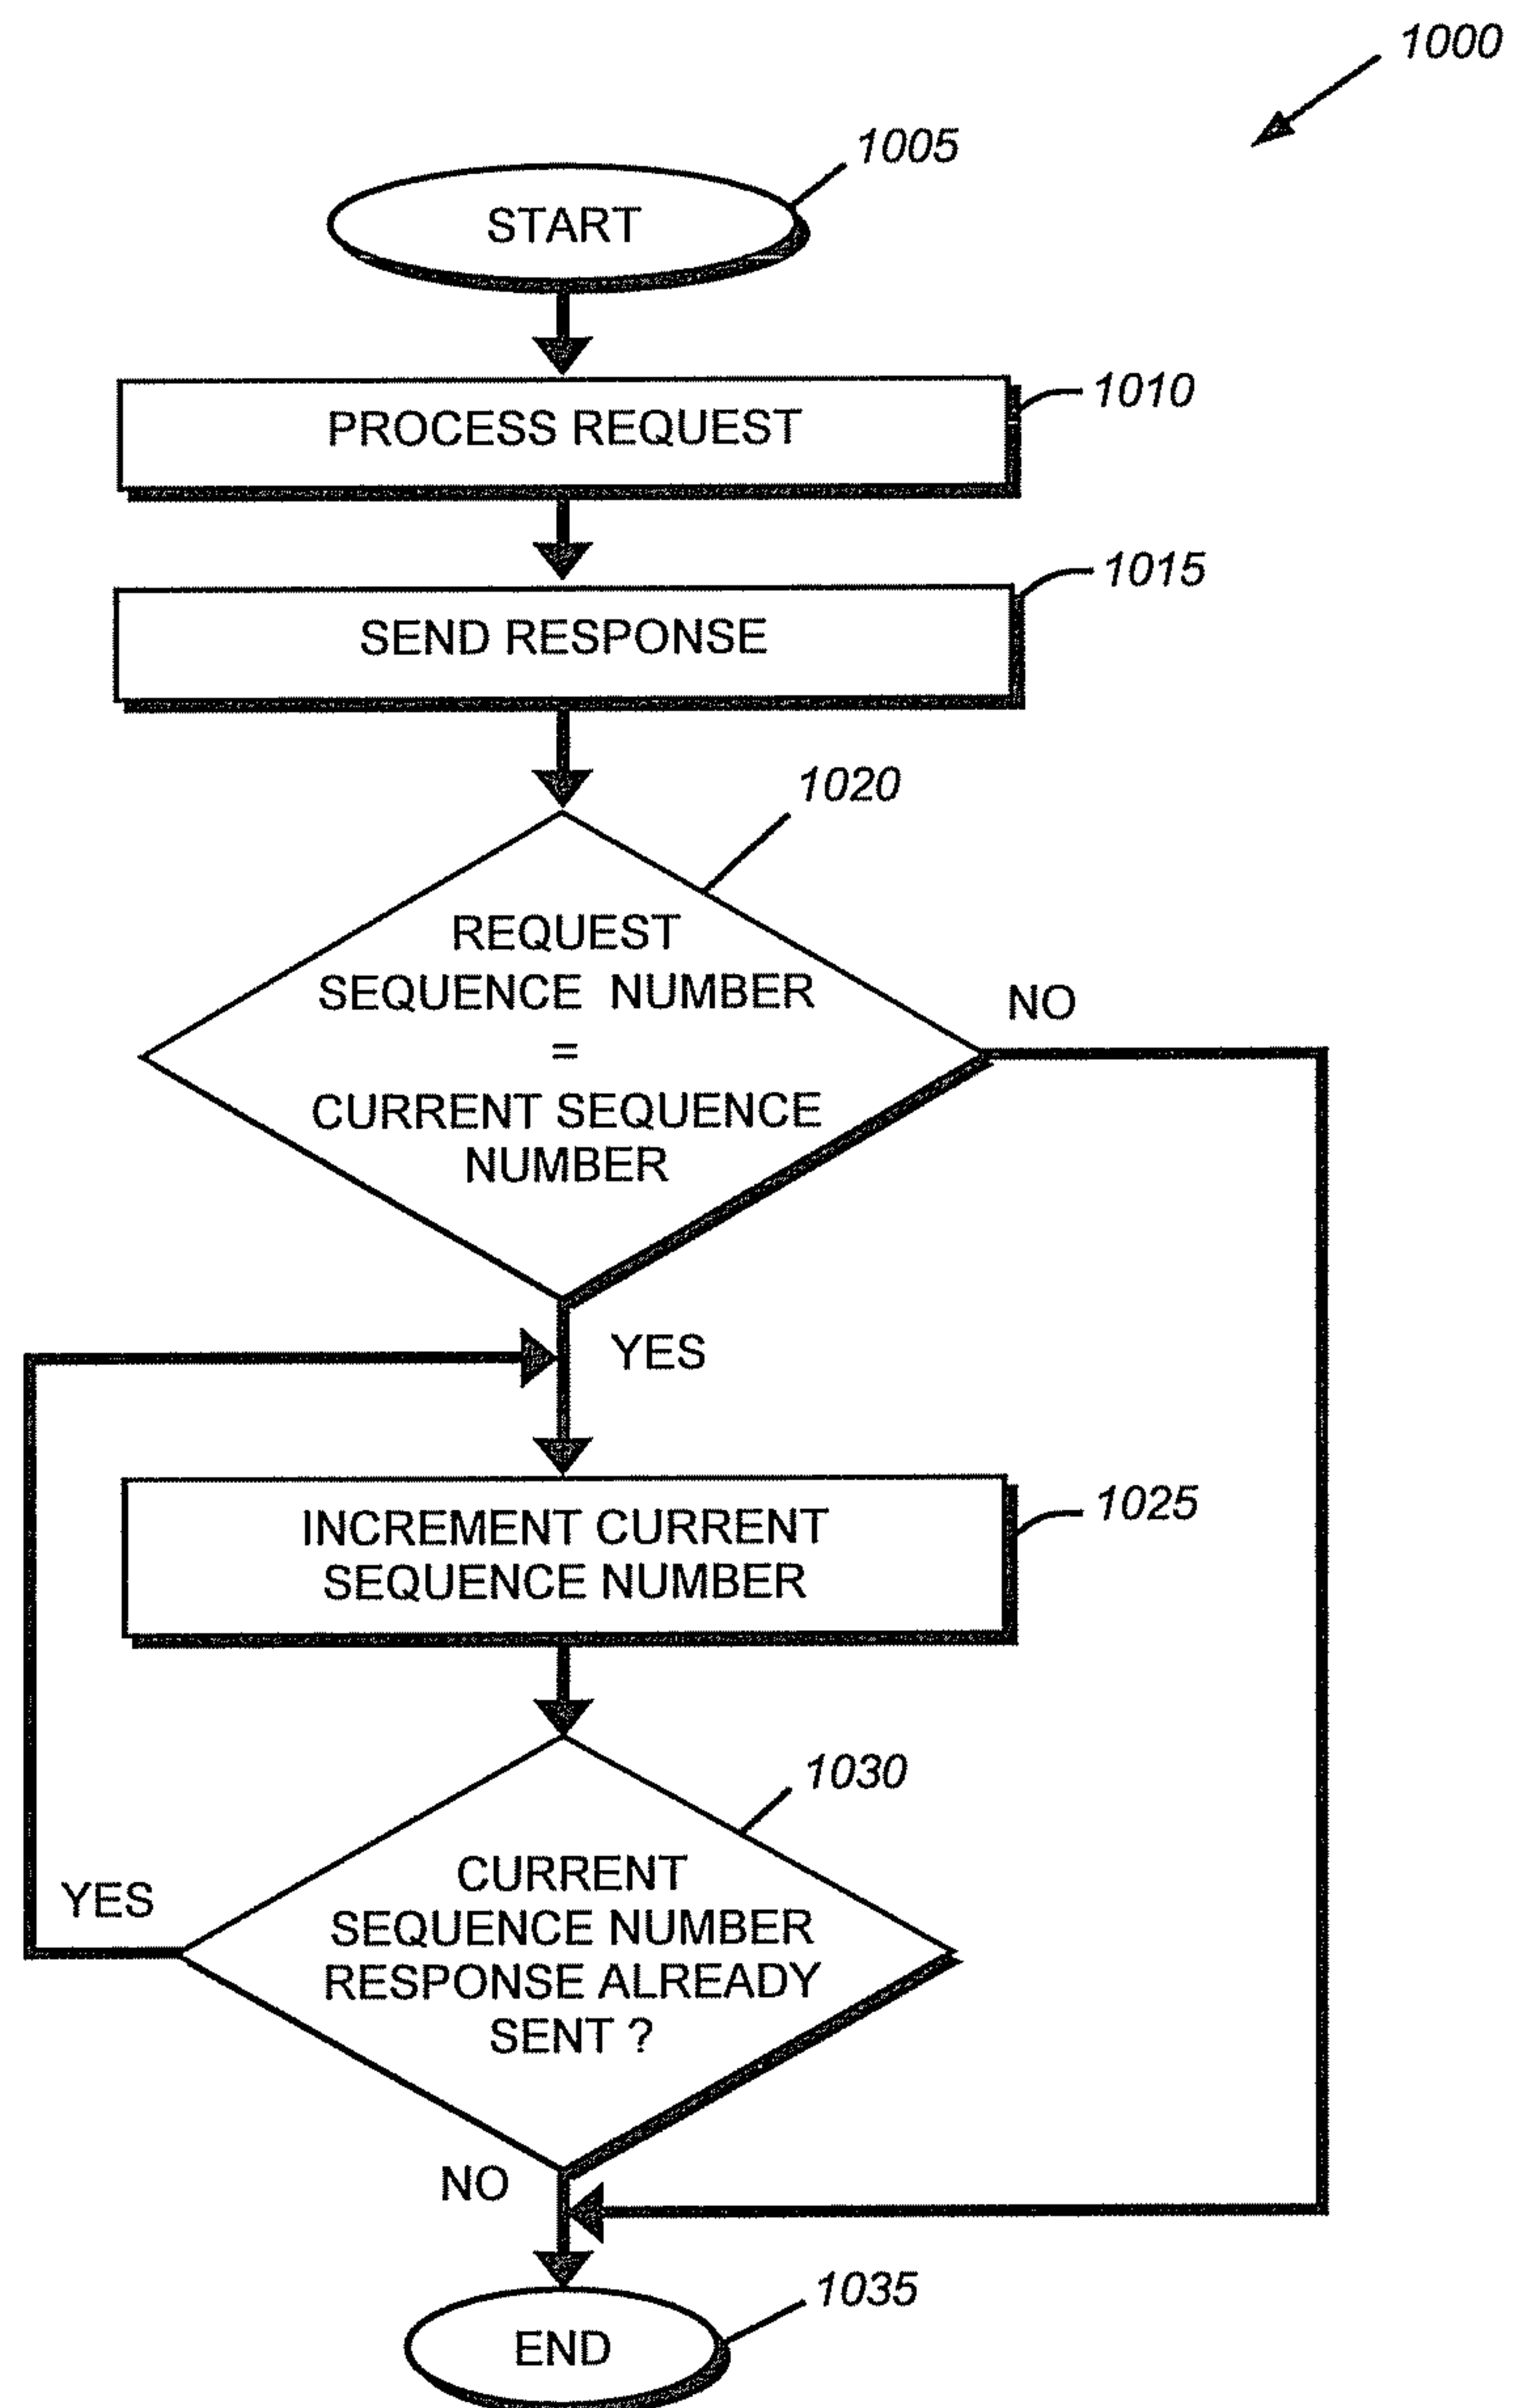 1000
1005
START
1010
PROCESS REQUEST
1015
SEND RESPONSE
1020
REQUEST
SEQUENCE NUMBER
=
CURRENT SEQUENCE
NUMBER
NO
YES
1025
INCREMENT CURRENT
SEQUENCE NUMBER
1030
CURRENT
SEQUENCE NUMBER
RESPONSE ALREADY
SENT ?
YES
NO
1035
END